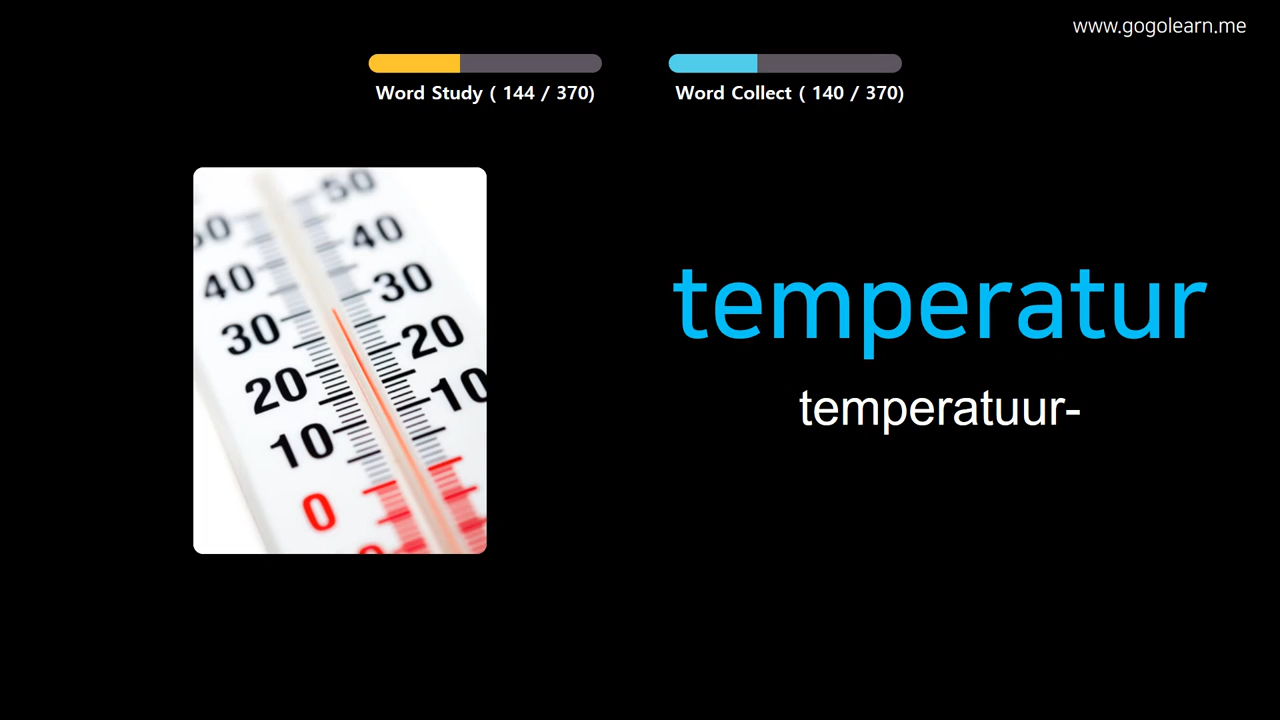 www.gogolearn.me
Word Study ( 144 / 370)
Word Collect ( 140 / 370)
50
50
40
40
30
30
20
20
10
10
0
temperatur
temperatuur-